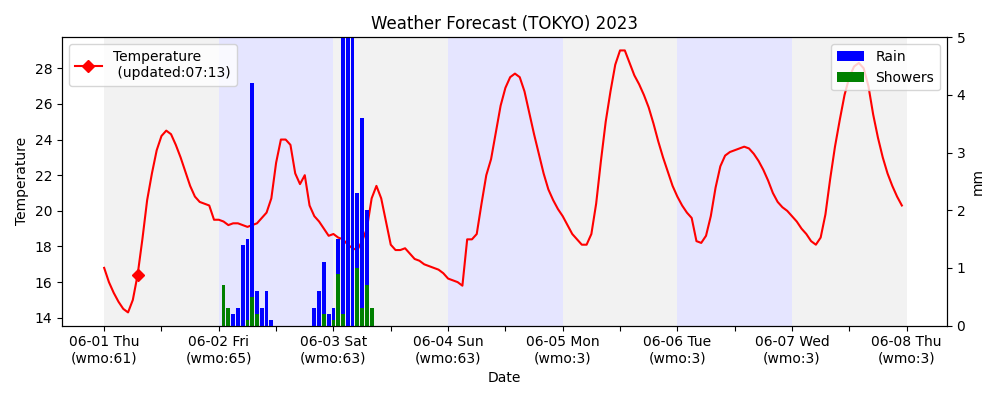 Weather Forecast (TOKYO) 2023
Temperature
(updated:07:13)
Rain
Showers
Temperature
28
26
24
22
20
18
16
14
5
4
3
2
1
0
mm
06-01 Thu
(wmo:61)
06-02 Fri
(wmo:65)
06-03 Sat
(wmo:63)
06-04 Sun
(wmo:63)
06-05 Mon
(wmo:3)
06-06 Tue
(wmo:3)
06-07 Wed
(wmo:3)
06-08 Thu
(wmo:3)
Date